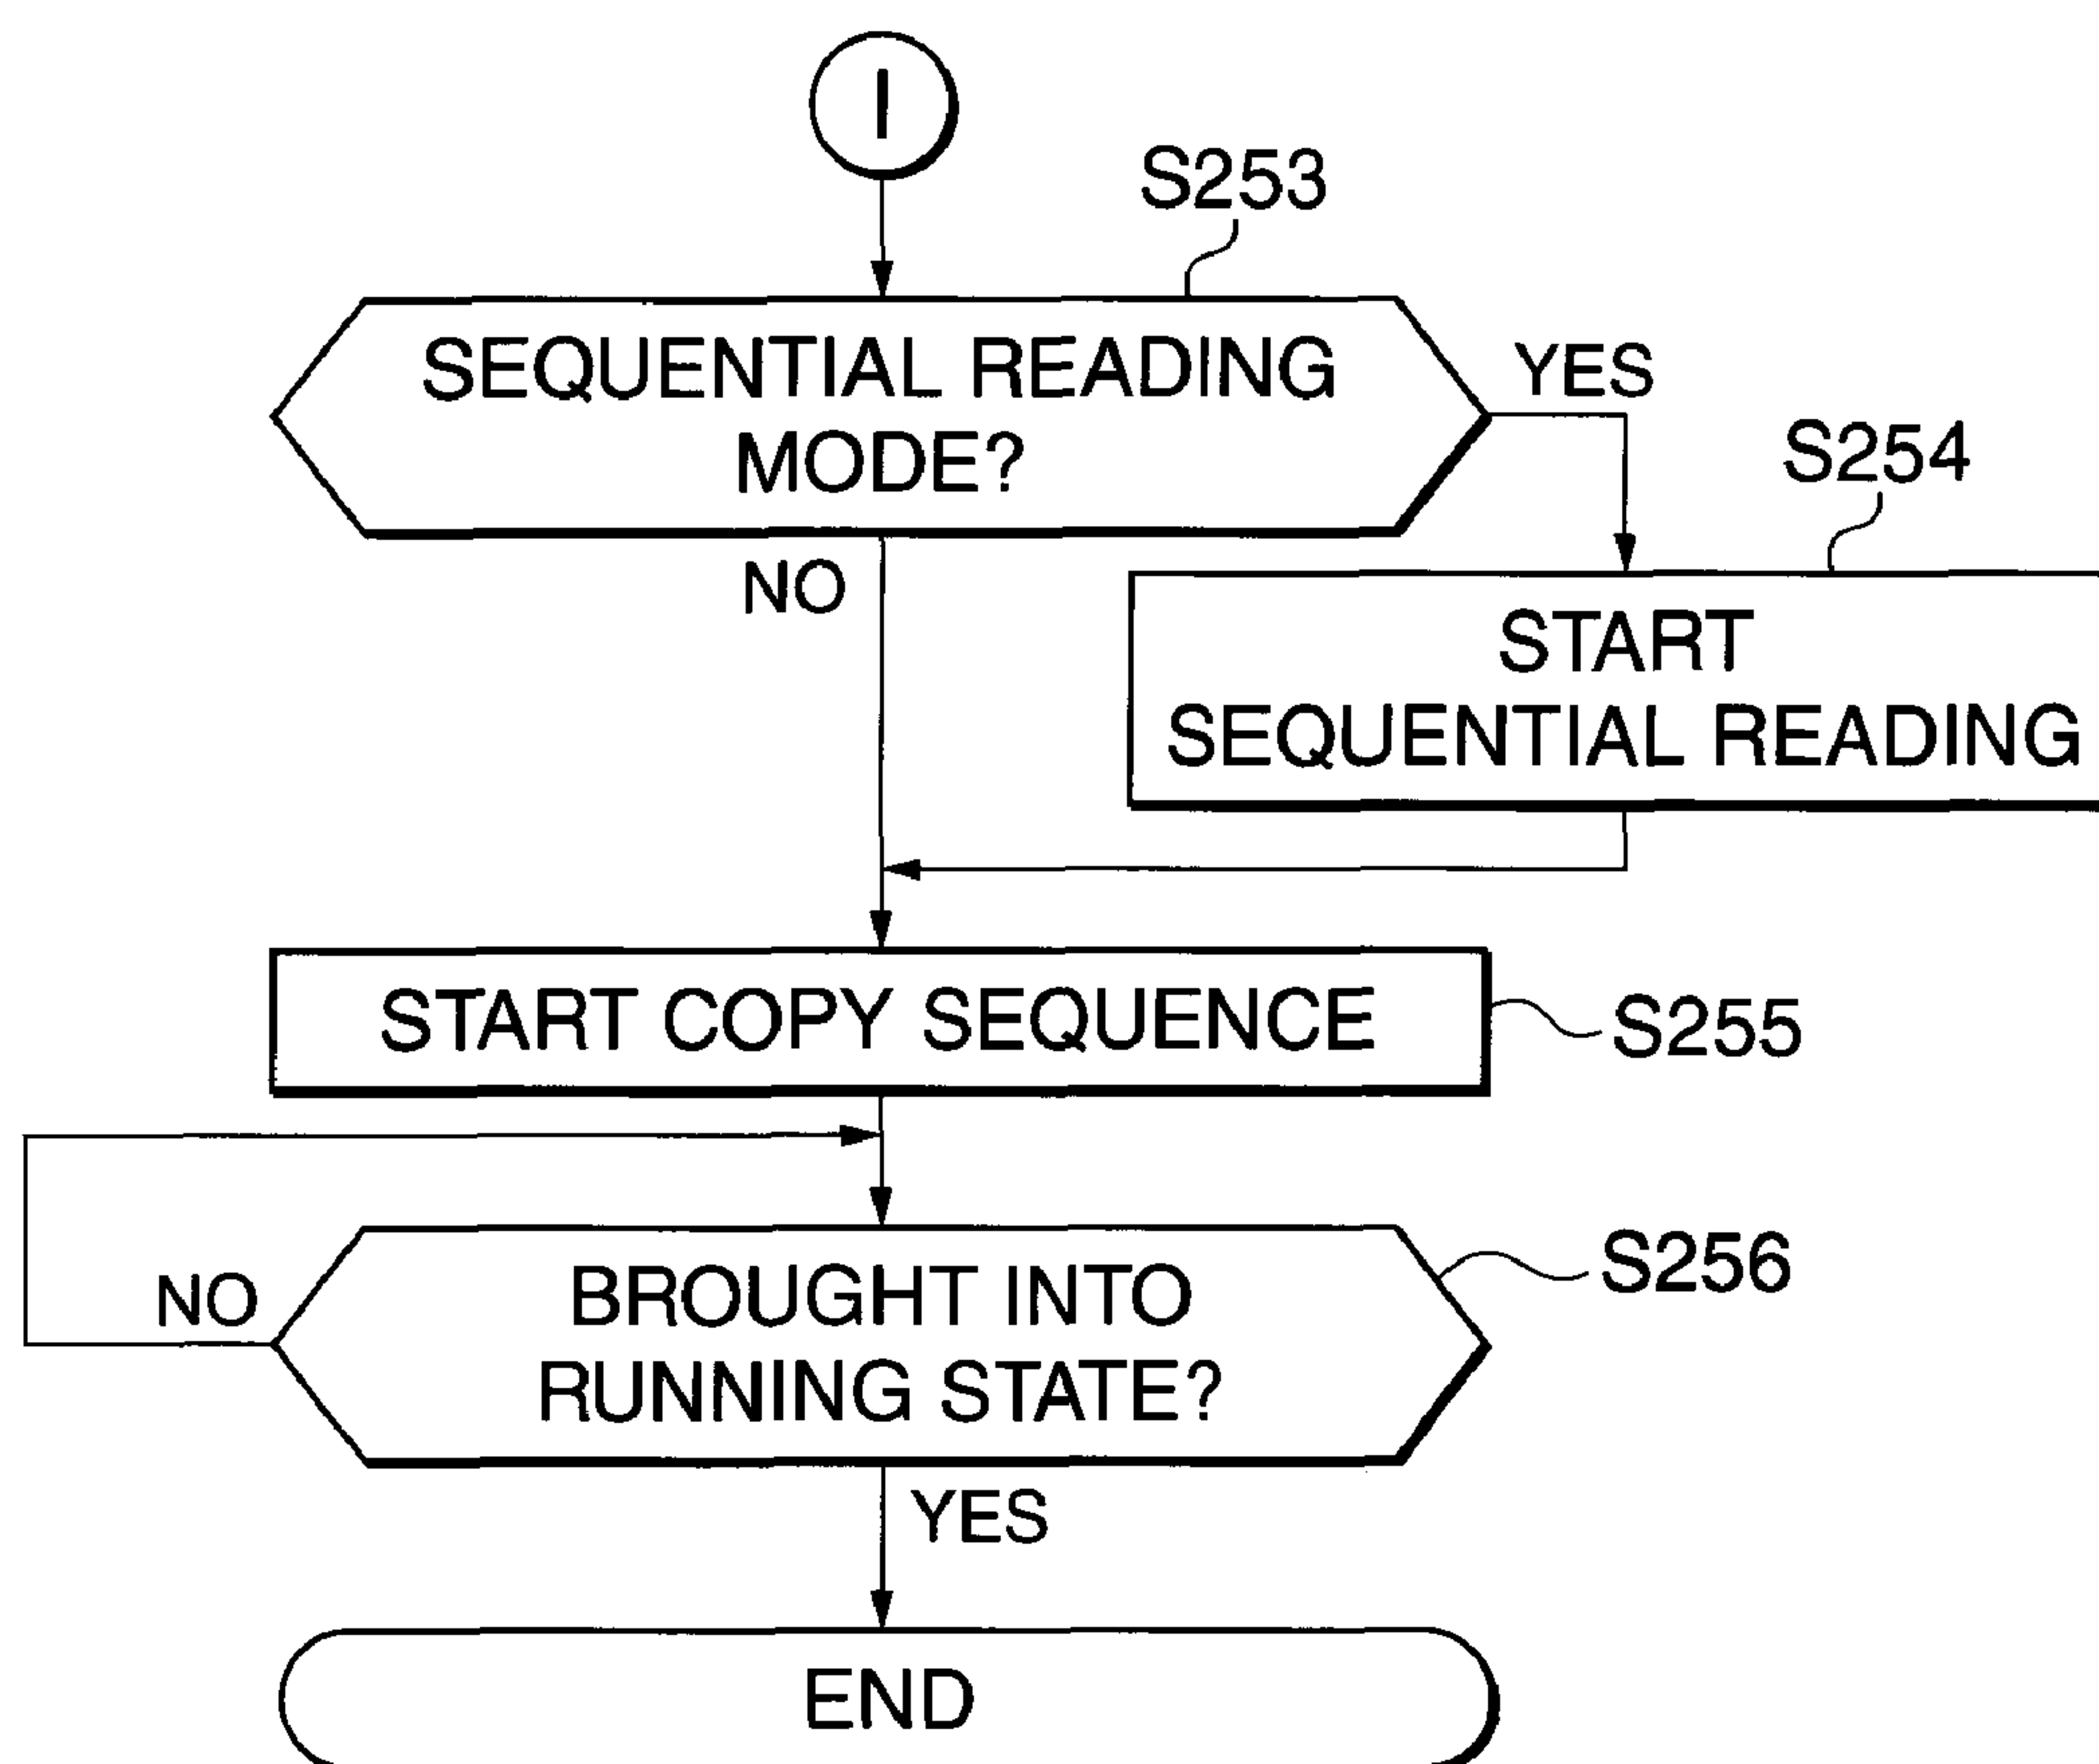 I
S253
SEQUENTIAL READING
MODE?
YES
S254
NO
START
SEQUENTIAL READING
START COPY SEQUENCE
S255
NO
BROUGHT INTO
RUNNING STATE?
S256
YES
END